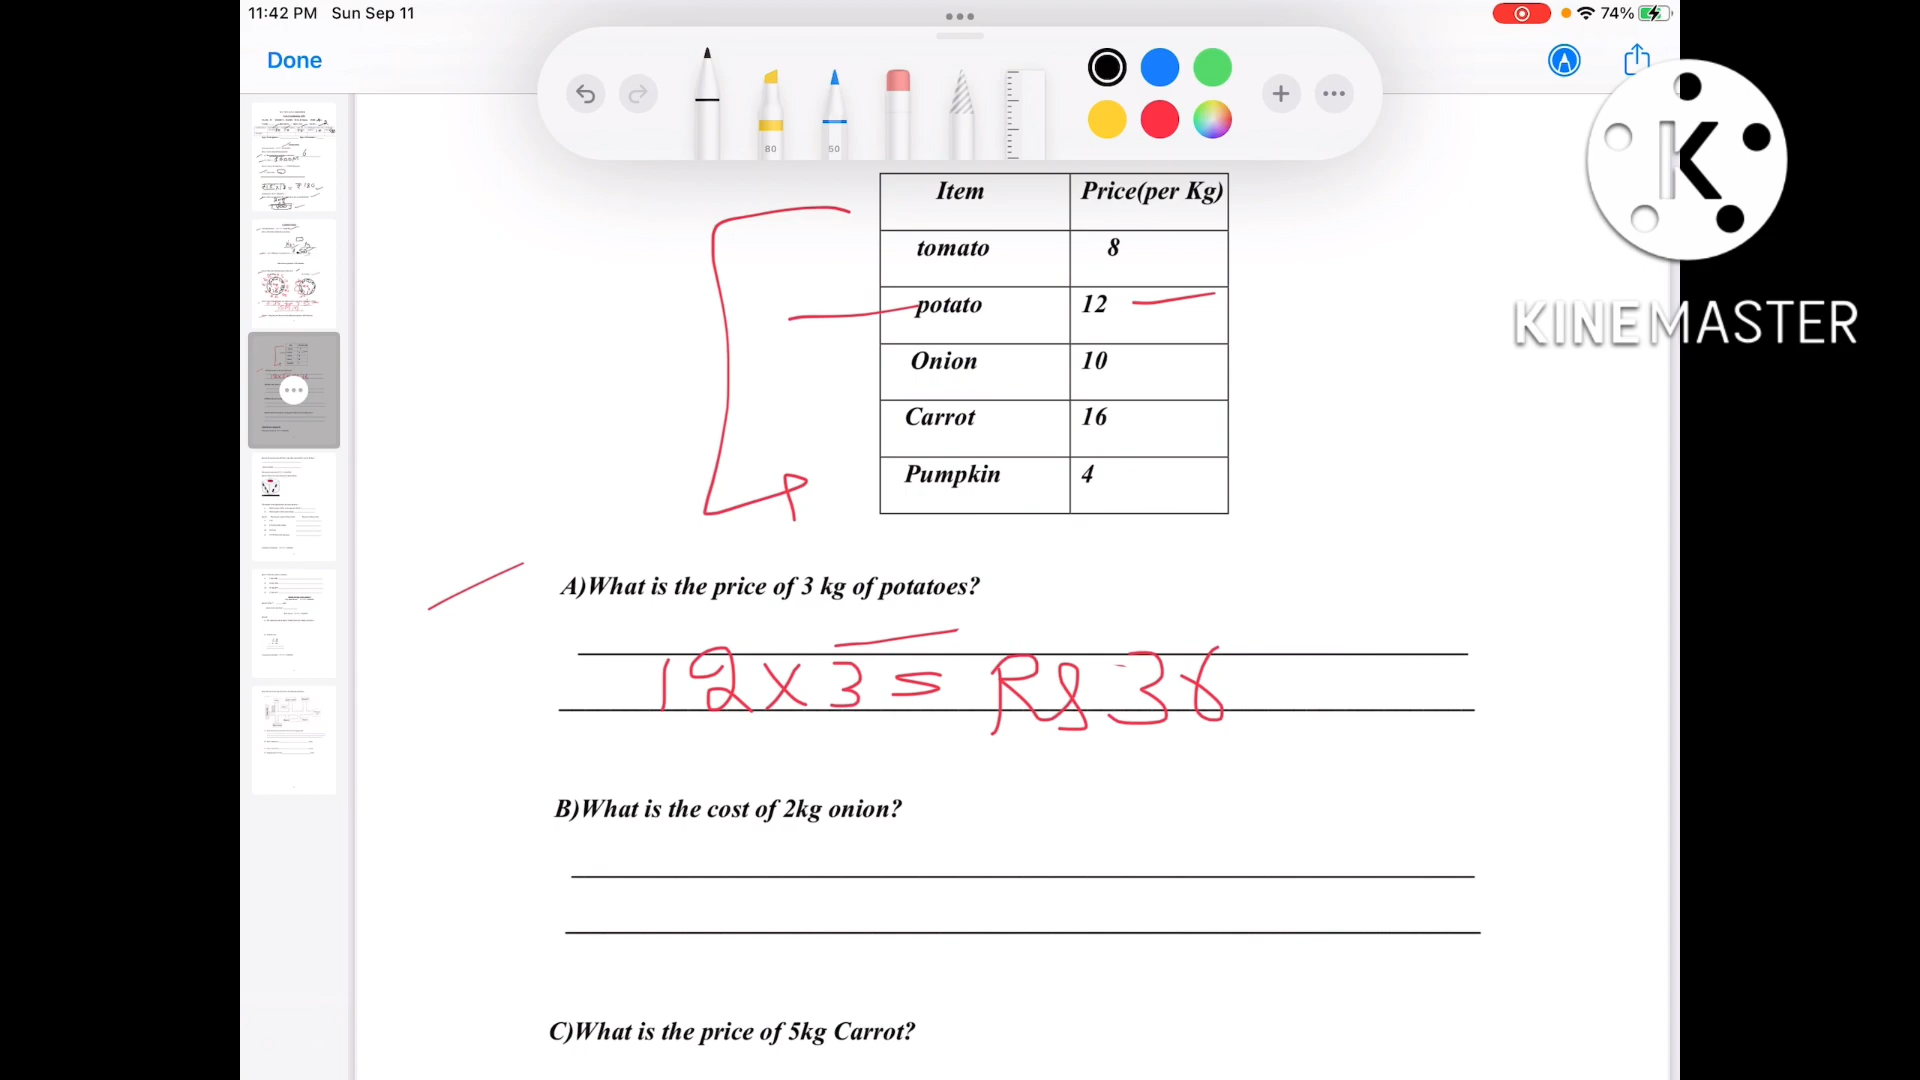 11:42 PM Sun Sep 11
74%
Done
80
50
KINEMASTER
Item Price(per Kg)
tomato 8
potato 12
Onion 10
Carrot 16
Pumpkin 4
A)What is the price of 3 kg of potatoes?
12 x 3 = Rs 36
B)What is the cost of 2kg onion?
C)What is the price of 5kg Carrot?